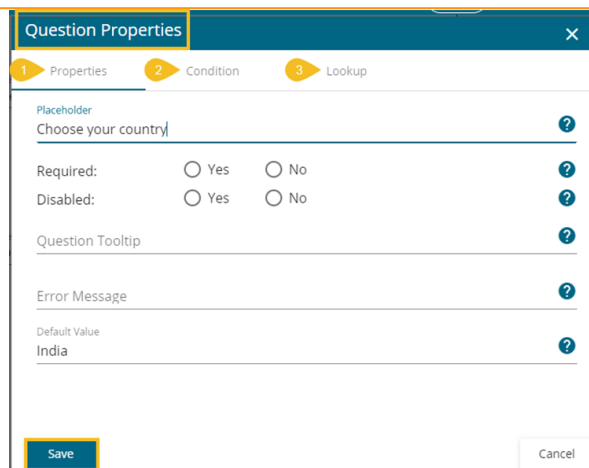 Question Properties
1 Properties 2 Condition 3 Lookup
Placeholder
Choose your country
Required: Yes No
Disabled: Yes No
Question Tooltip
Error Message
Default Value
India
Save Cancel